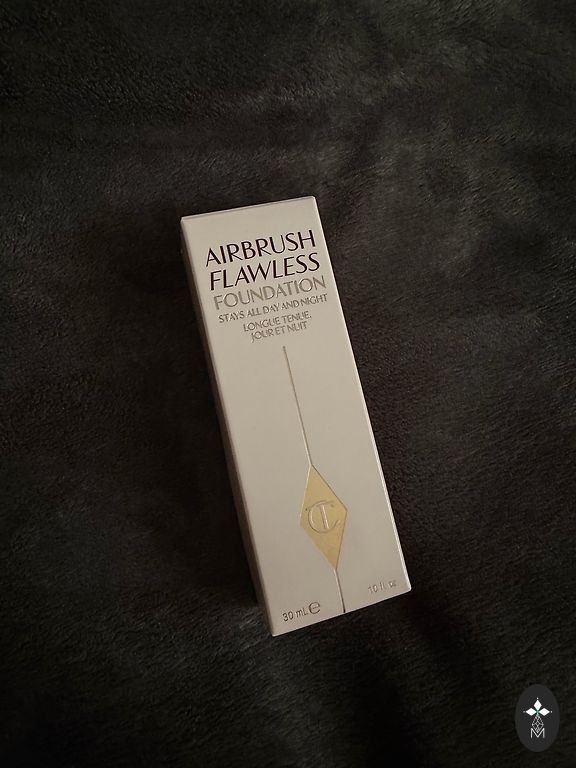 AIRBRUSH
FLAWLESS
FOUNDATION
STAYS ALL DAY AND NIGHT
LONGUE TENUE,
JOUR ET NUIT
CT
30 mL ℮ 1.0 fl. oz
M